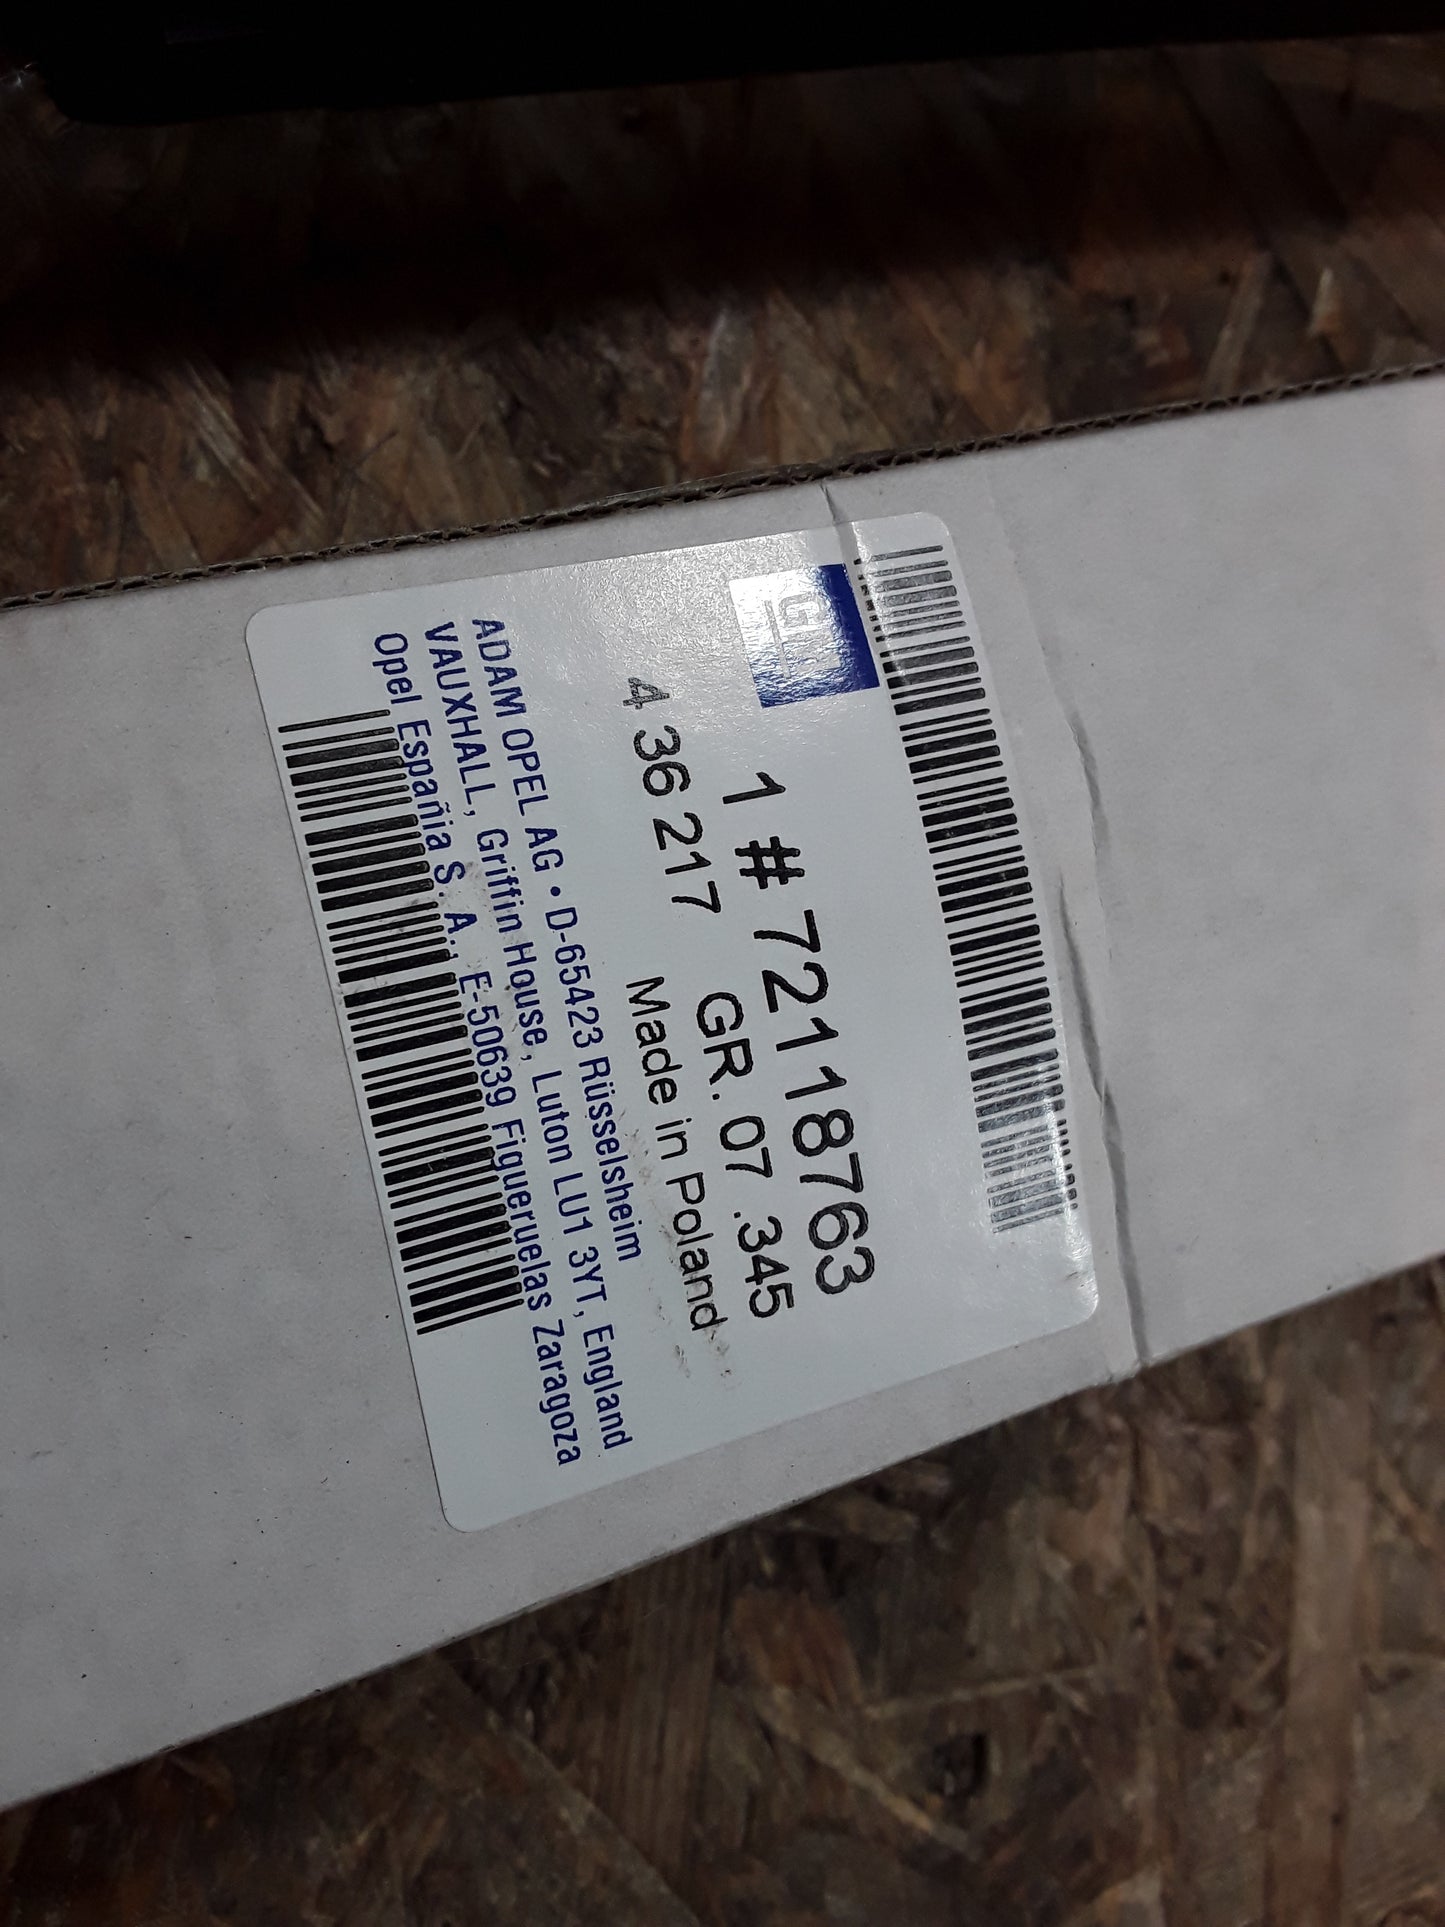 GM
1 # 72118763
4 36 217 GR. 07 .345
Made in Poland
ADAM OPEL AG • D-65423 Rüsselsheim
VAUXHALL, Griffin House, Luton LU1 3YT, England
Opel Españia S. A., E-50639 Figueruelas Zaragoza